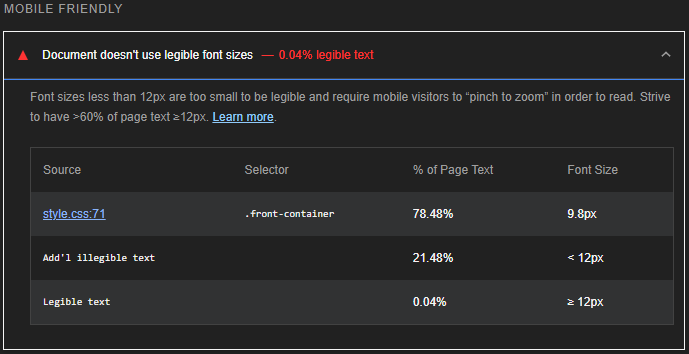 MOBILE FRIENDLY
Document doesn't use legible font sizes — 0.04% legible text
Font sizes less than 12px are too small to be legible and require mobile visitors to “pinch to zoom” in order to read. Strive
to have >60% of page text ≥12px. Learn more.
Source Selector % of Page Text Font Size
style.css:71 .front-container 78.48% 9.8px
Add'l illegible text 21.48% < 12px
Legible text 0.04% ≥ 12px